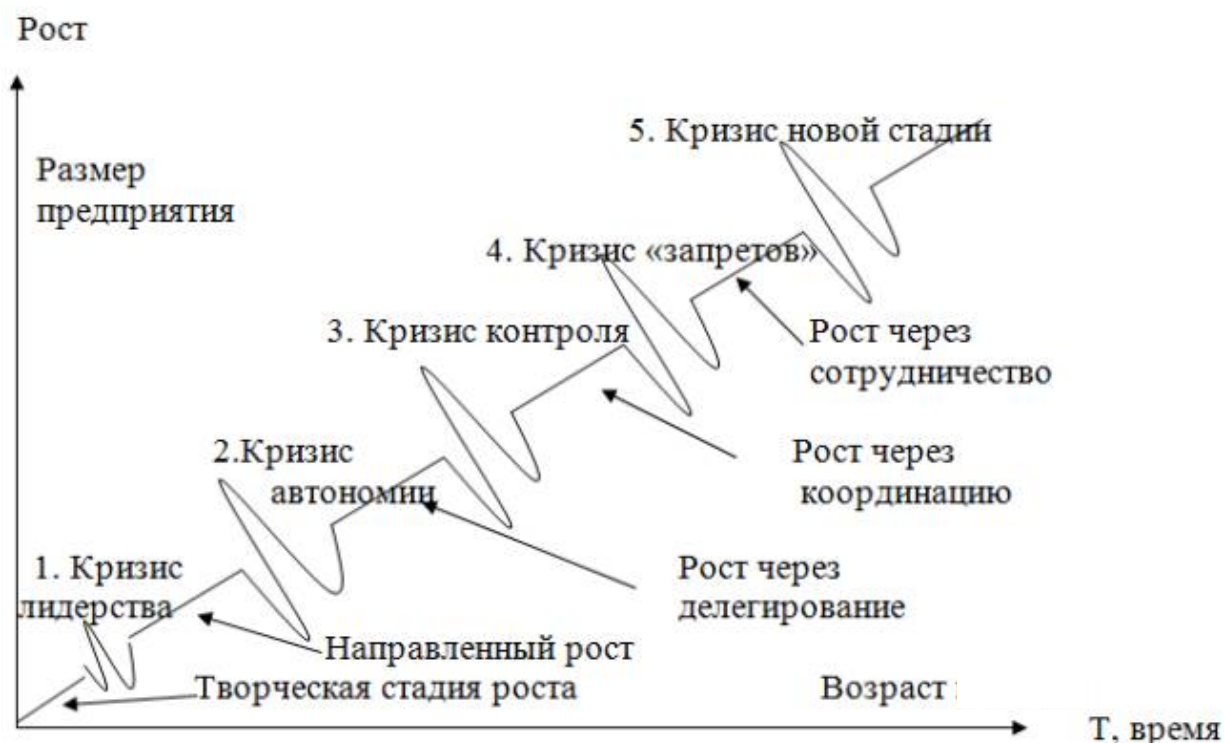 Рост
Размер
предприятия
5. Кризис новой стадии
4. Кризис «запретов»
3. Кризис контроля
Рост через
сотрудничество
2.Кризис
автономии
Рост через
координацию
1. Кризис
лидерства
Рост через
делегирование
Направленный рост
Творческая стадия роста
Возраст
Т, время